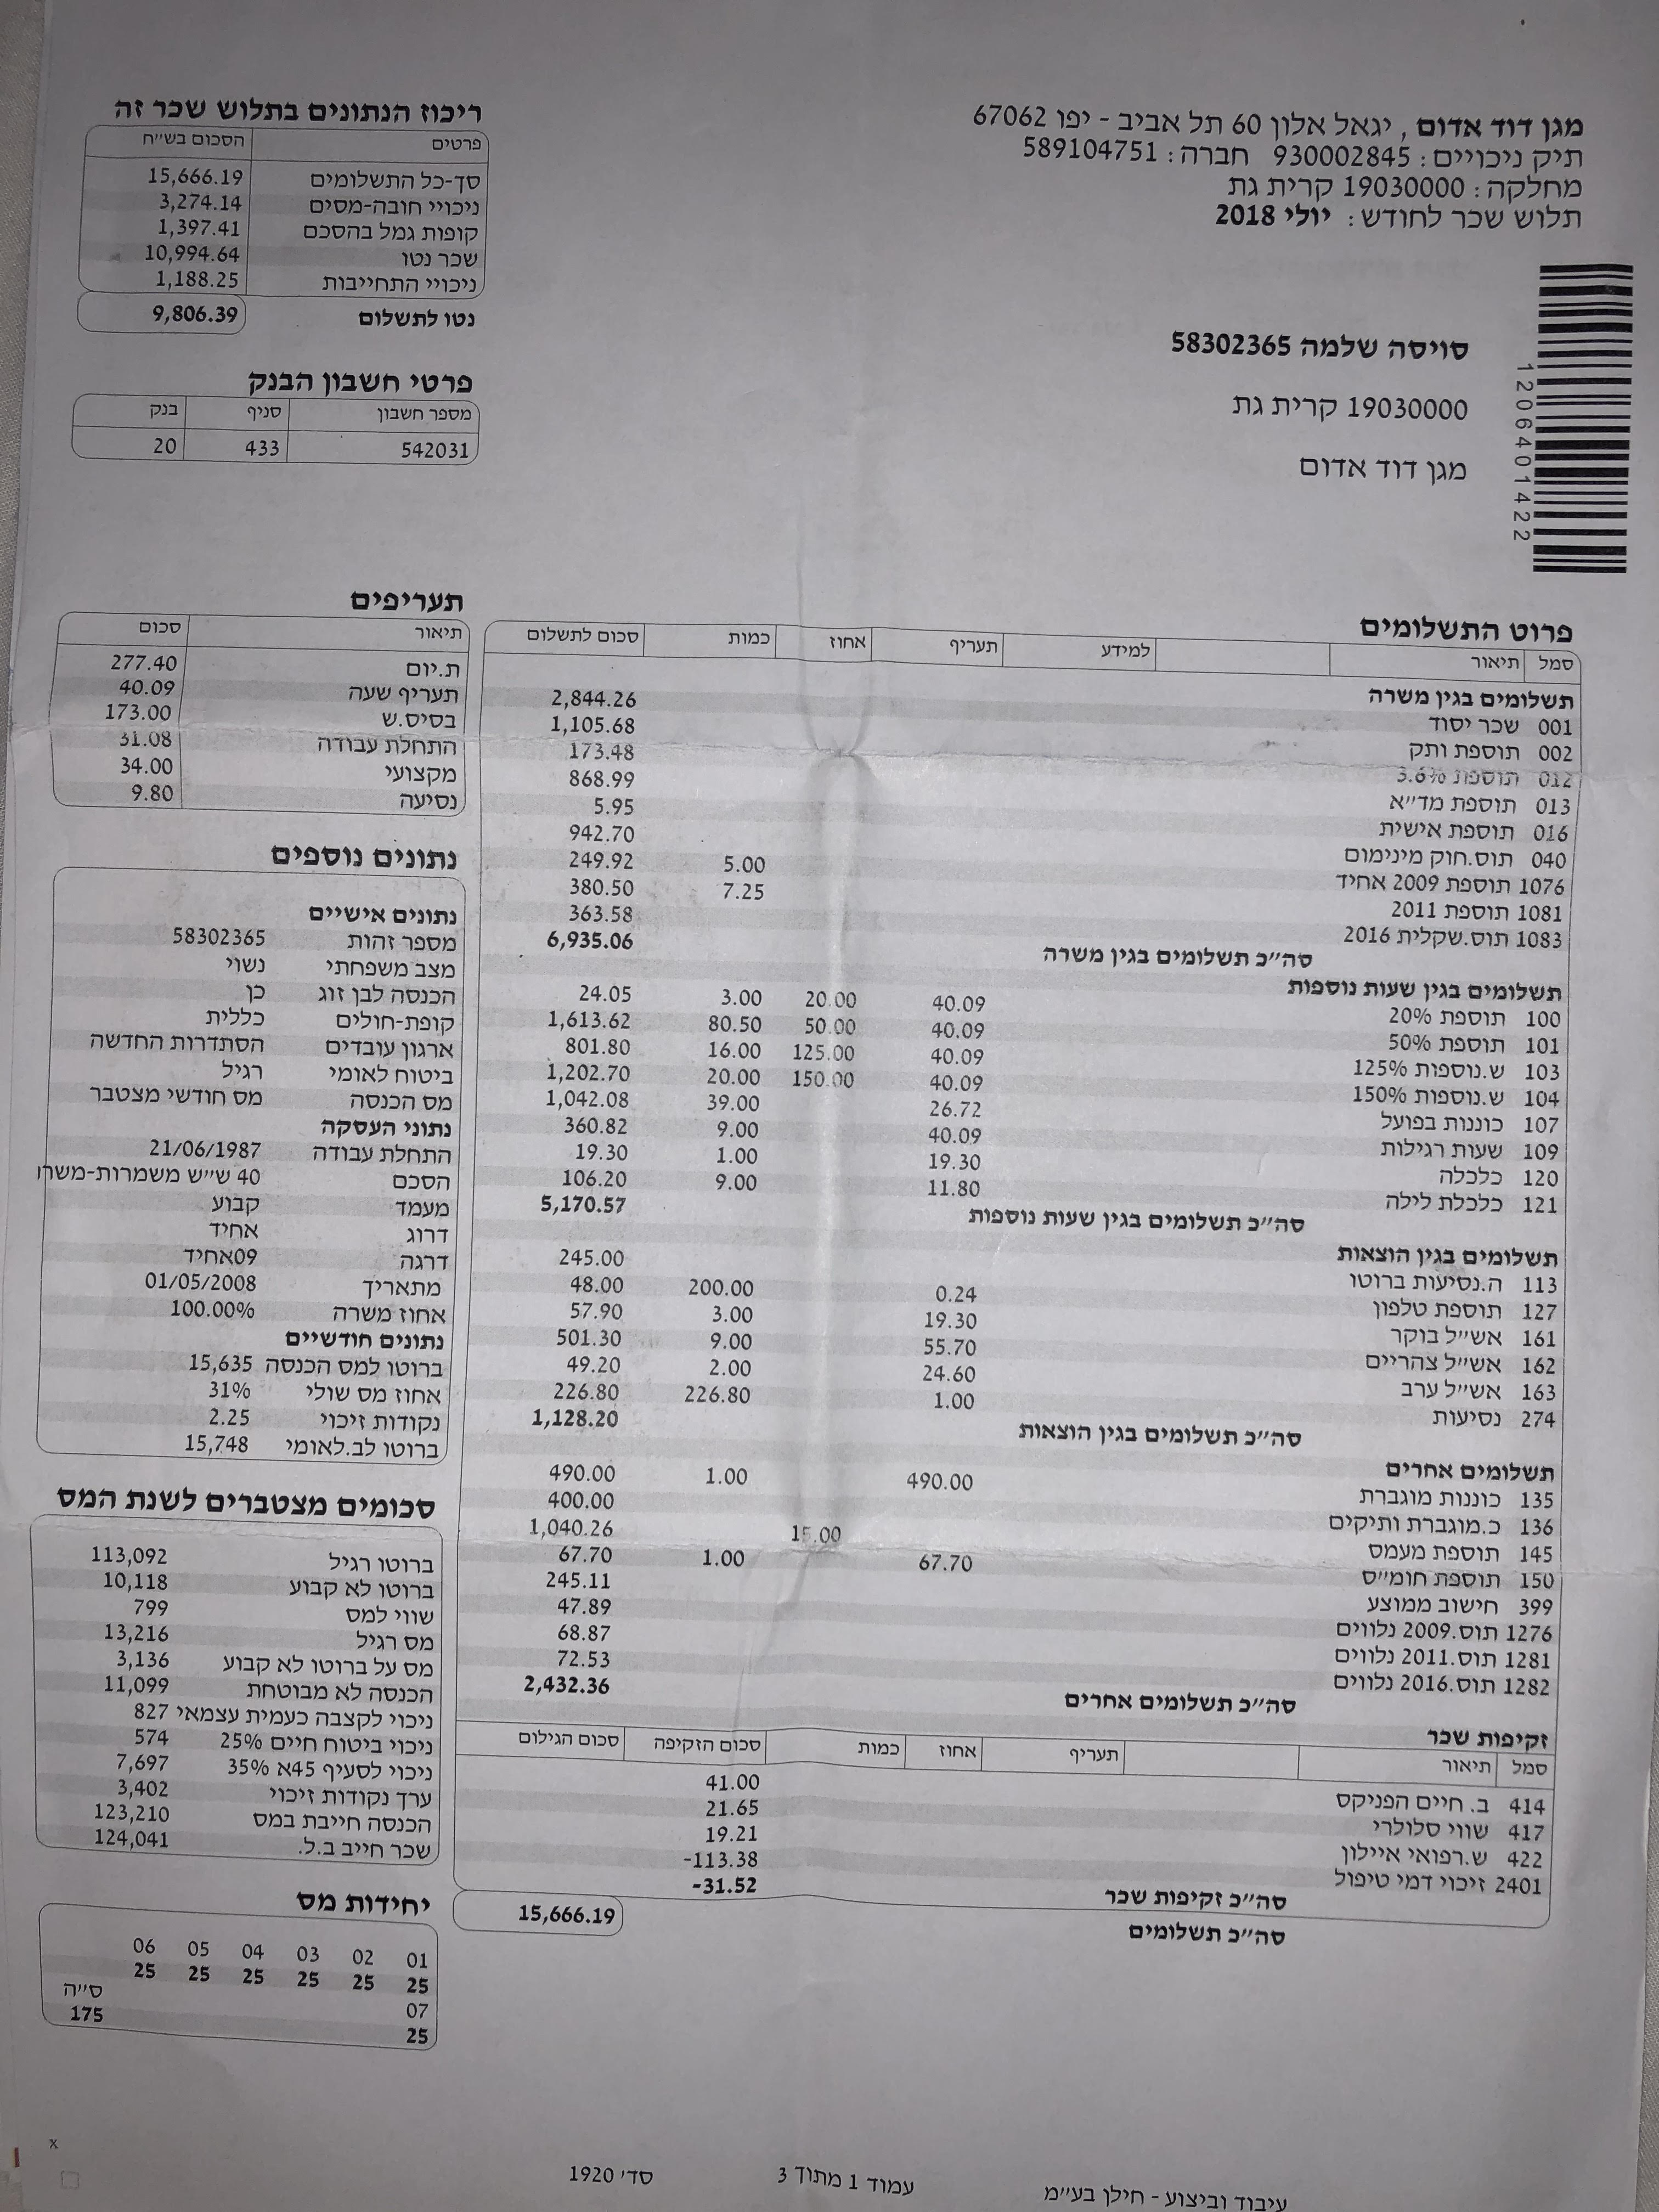 מגן דוד אדום, יגאל אלון 60 תל אביב - יפו 67062
תיק ניכויים: 930002845 חברה: 589104751
מחלקה: 19030000 קרית גת
תלוש שכר לחודש: יולי 2018
ריכוז הנתונים בתלוש שכר זה
פרטים הסכום בש"ח
סך-כל התשלומים 15,666.19
ניכויי חובה-מסים 3,274.14
קופות גמל בהסכם 1,397.41
שכר נטו 10,994.64
ניכויי התחייבות 1,188.25
נטו לתשלום 9,806.39
1206401422
סויסה שלמה 58302365
19030000 קרית גת
מגן דוד אדום
פרטי חשבון הבנק
מספר חשבון סניף בנק
542031 433 20
פרוט התשלומים
סמל תיאור למידע תעריף אחוז כמות סכום לתשלום
תשלומים בגין משרה
001 שכר יסוד 2,844.26
002 תוספת ותק 1,105.68
012 תוספת 3.6% 173.48
013 תוספת מד"א 868.99
016 תוספת אישית 5.95
040 תוס.חוק מינימום 942.70
1076 תוספת 2009 אחיד 5.00 249.92
1081 תוספת 2011 7.25 380.50
1083 תוס.שקלית 2016 363.58
סה"כ תשלומים בגין משרה 6,935.06
תשלומים בגין שעות נוספות
100 תוספת 20% 40.09 20.00 3.00 24.05
101 תוספת 50% 40.09 50.00 80.50 1,613.62
103 ש.נוספות 125% 40.09 125.00 16.00 801.80
104 ש.נוספות 150% 40.09 150.00 20.00 1,202.70
107 כוננות בפועל 26.72 39.00 1,042.08
109 שעות רגילות 40.09 9.00 360.82
120 כלכלה 19.30 1.00 19.30
121 כלכלת לילה 11.80 9.00 106.20
סה"כ תשלומים בגין שעות נוספות 5,170.57
תשלומים בגין הוצאות
113 ה.נסיעות ברוטו 245.00
127 תוספת טלפון 0.24 200.00 48.00
161 אש"ל בוקר 19.30 3.00 57.90
162 אש"ל צהריים 55.70 9.00 501.30
163 אש"ל ערב 24.60 2.00 49.20
274 נסיעות 1.00 226.80 226.80
סה"כ תשלומים בגין הוצאות 1,128.20
תשלומים אחרים
135 כוננות מוגברת 490.00 1.00 490.00
136 כ.מוגברת ותיקים 400.00
145 תוספת מעמס 15.00 1,040.26
150 תוספת חומ"ס 67.70 1.00 67.70
399 חישוב ממוצע 245.11
1276 תוס.2009 נלווים 47.89
1281 תוס.2011 נלווים 68.87
1282 תוס.2016 נלווים 72.53
סה"כ תשלומים אחרים 2,432.36
זקיפות שכר
סמל תיאור תעריף אחוז כמות סכום הזקיפה סכום הגילום
414 ב. חיים הפניקס 41.00
417 שווי סלולרי 21.65
422 ש.רפואי איילון 19.21
2401 זיכוי דמי טיפול -113.38
סה"כ זקיפות שכר -31.52
סה"כ תשלומים 15,666.19
תעריפים
תיאור סכום
ת.יום 277.40
תעריף שעה 40.09
בסיס.ש 173.00
התחלת עבודה 31.08
מקצועי 34.00
נסיעה 9.80
נתונים נוספים
נתונים אישיים
מספר זהות 58302365
מצב משפחתי נשוי
הכנסה לבן זוג כן
קופת-חולים כללית
ארגון עובדים הסתדרות החדשה
ביטוח לאומי רגיל
מס הכנסה מס חודשי מצטבר
נתוני העסקה
התחלת עבודה 21/06/1987
הסכם 40 ש"ש משמרות-משרו
מעמד קבוע
דרוג אחיד
דרגה 09אחיד
מתאריך 01/05/2008
אחוז משרה 100.00%
נתונים חודשיים
ברוטו למס הכנסה 15,635
אחוז מס שולי 31%
נקודות זיכוי 2.25
ברוטו לב.לאומי 15,748
סכומים מצטברים לשנת המס
ברוטו רגיל 113,092
ברוטו לא קבוע 10,118
שווי למס 799
מס רגיל 13,216
מס על ברוטו לא קבוע 3,136
הכנסה לא מבוטחת 11,099
ניכוי לקצבה כעמית עצמאי 827
ניכוי ביטוח חיים 25% 574
ניכוי לסעיף 45א 35% 7,697
ערך נקודות זיכוי 3,402
הכנסה חייבת במס 123,210
שכר חייב ב.ל. 124,041
יחידות מס
01 02 03 04 05 06
25 25 25 25 25 25
07 ס"ה
25 175
עיבוד וביצוע - חילן בע"מ עמוד 1 מתוך 3 סד' 1920
x